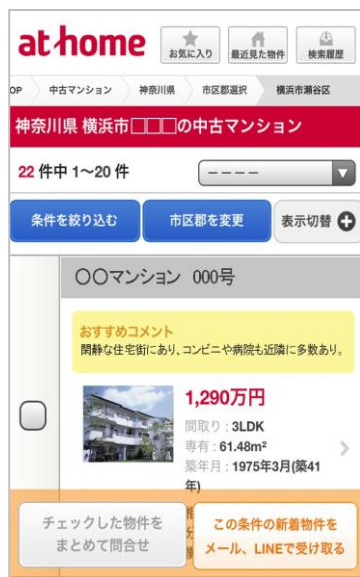 at home
お気に入り
最近見た物件
検索履歴
OP 中古マンション 神奈川県 市区郡選択 横浜市瀬谷区
神奈川県 横浜市□□□の中古マンション
22 件中 1〜20 件
----
条件を絞り込む
市区郡を変更
表示切替
〇〇マンション 000号
おすすめコメント
閑静な住宅街にあり、コンビニや病院も近隣に多数あり。
1,290万円
間取り : 3LDK
専有 : 61.48m²
築年月 : 1975年3月(築41
年)
チェックした物件を
まとめて問合せ
この条件の新着物件を
メール、LINEで受け取る